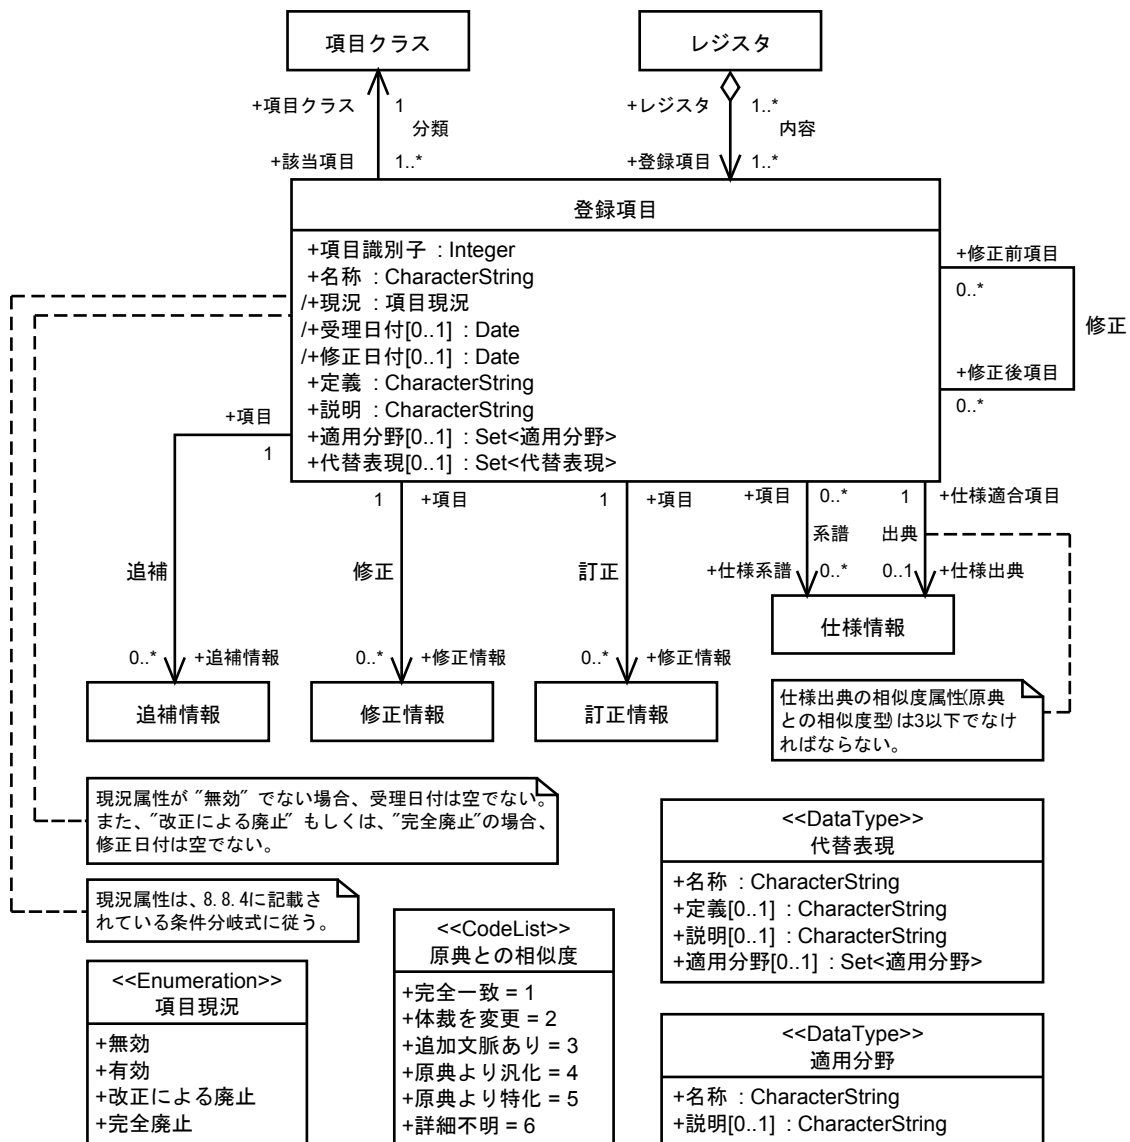 項目クラス
レジスタ
+項目クラス 1
分類
+該当項目 1..*
+レジスタ 1..*
内容
+登録項目 1..*
登録項目
+項目識別子 : Integer
+名称 : CharacterString
/+現況 : 項目現況
/+受理日付[0..1] : Date
/+修正日付[0..1] : Date
+定義 : CharacterString
+説明 : CharacterString
+適用分野[0..1] : Set<適用分野>
+代替表現[0..1] : Set<代替表現>
+修正前項目
0..*
修正
+修正後項目
0..*
+項目
1
追補
0..* +追補情報
追補情報
1 +項目
修正
0..* +修正情報
修正情報
1 +項目
訂正
0..* +修正情報
訂正情報
+項目 0..*
系譜
+仕様系譜 0..*
1 +仕様適合項目
出典
0..1 +仕様出典
仕様情報
仕様出典の相似度属性(原典
との相似度型)は3以下でなけ
ればならない。
現況属性が"無効"でない場合、受理日付は空でない。
また、"改正による廃止"もしくは、"完全廃止"の場合、
修正日付は空でない。
現況属性は、8.8.4に記載さ
れている条件分岐式に従う。
<<Enumeration>>
項目現況
+無効
+有効
+改正による廃止
+完全廃止
<<CodeList>>
原典との相似度
+完全一致 = 1
+体裁を変更 = 2
+追加文脈あり = 3
+原典より汎化 = 4
+原典より特化 = 5
+詳細不明 = 6
<<DataType>>
代替表現
+名称 : CharacterString
+定義[0..1] : CharacterString
+説明[0..1] : CharacterString
+適用分野[0..1] : Set<適用分野>
<<DataType>>
適用分野
+名称 : CharacterString
+説明[0..1] : CharacterString